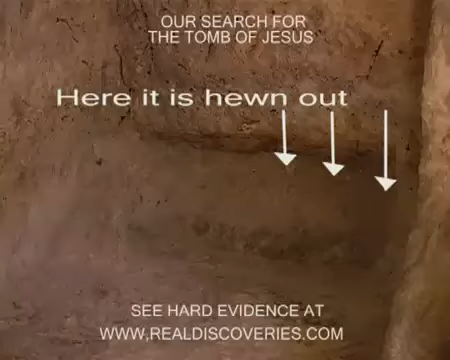 OUR SEARCH FOR
THE TOMB OF JESUS
Here it is hewn out
SEE HARD EVIDENCE AT
WWW,REALDISCOVERIES.COM